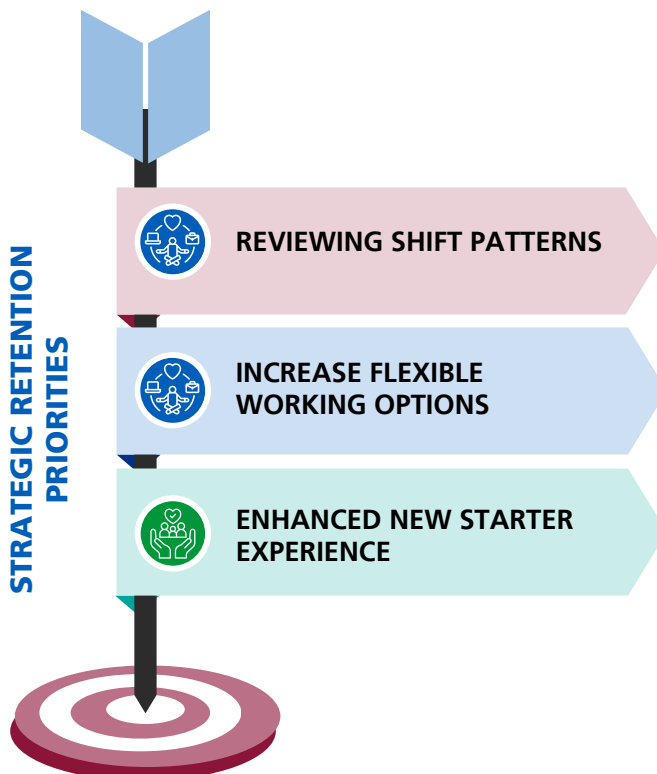 STRATEGIC RETENTION
PRIORITIES
REVIEWING SHIFT PATTERNS
INCREASE FLEXIBLE
WORKING OPTIONS
ENHANCED NEW STARTER
EXPERIENCE